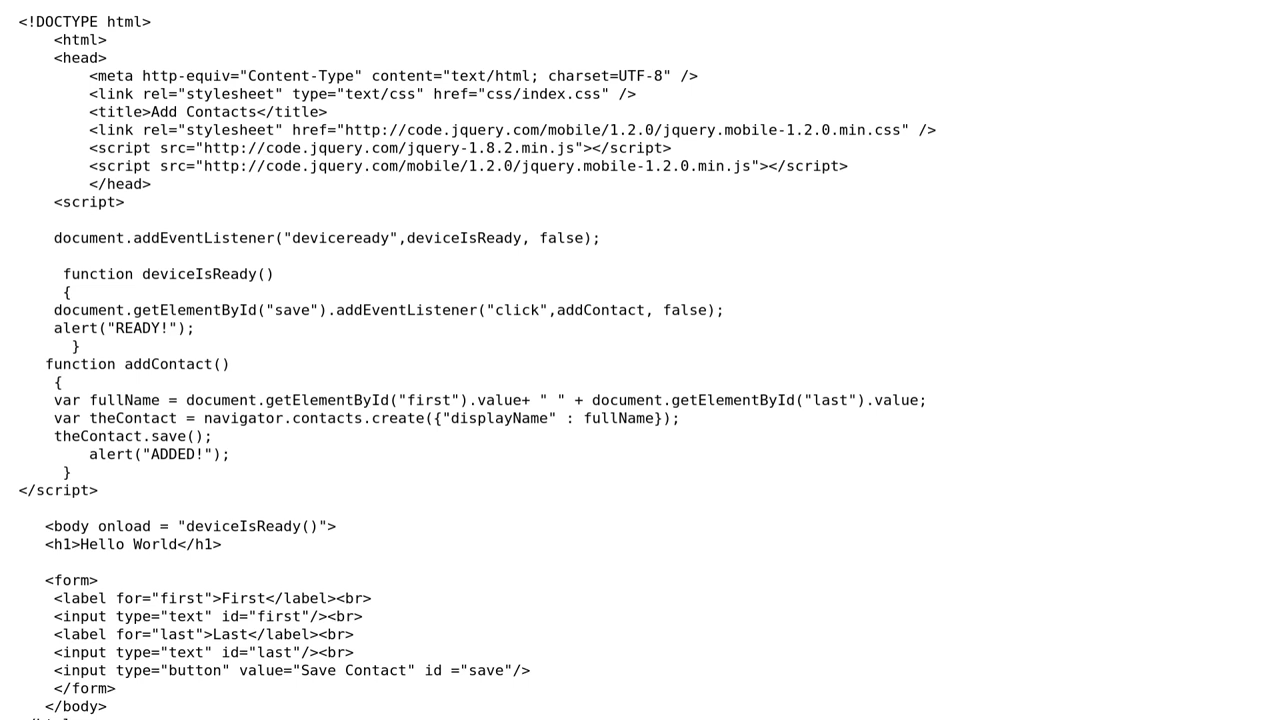 <!DOCTYPE html>
    <html>
    <head>
        <meta http-equiv="Content-Type" content="text/html; charset=UTF-8" />
        <link rel="stylesheet" type="text/css" href="css/index.css" />
        <title>Add Contacts</title>
        <link rel="stylesheet" href="http://code.jquery.com/mobile/1.2.0/jquery.mobile-1.2.0.min.css" />
        <script src="http://code.jquery.com/jquery-1.8.2.min.js"></script>
        <script src="http://code.jquery.com/mobile/1.2.0/jquery.mobile-1.2.0.min.js"></script>
        </head>
    <script>

    document.addEventListener("deviceready",deviceIsReady, false);

     function deviceIsReady()
     {
    document.getElementById("save").addEventListener("click",addContact, false);
    alert("READY!");
      }
   function addContact()
    {
    var fullName = document.getElementById("first").value+ " " + document.getElementById("last").value;
    var theContact = navigator.contacts.create({"displayName" : fullName});
    theContact.save();
        alert("ADDED!");
     }
</script>

   <body onload = "deviceIsReady()">
   <h1>Hello World</h1>

   <form>
    <label for="first">First</label><br>
    <input type="text" id="first"/><br>
    <label for="last">Last</label><br>
    <input type="text" id="last"/><br>
    <input type="button" value="Save Contact" id ="save"/>
    </form>
   </body>